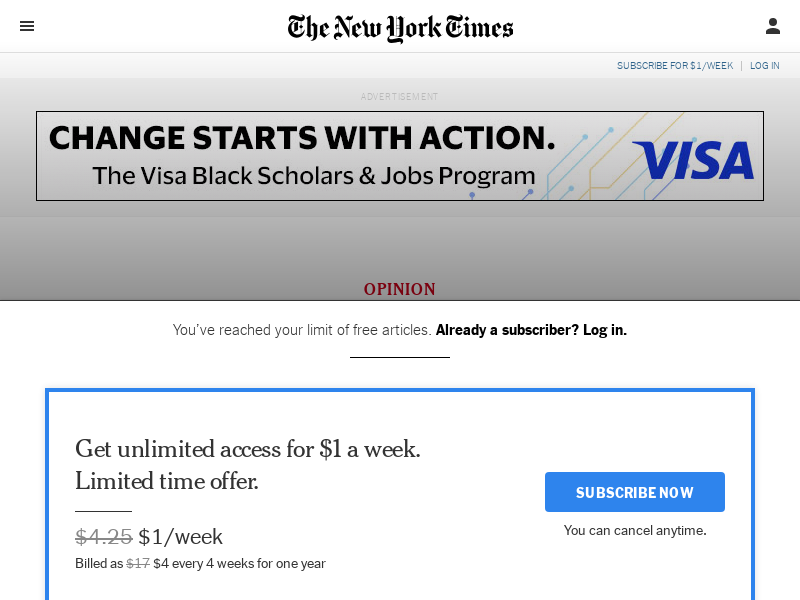 The New York Times
SUBSCRIBE FOR $1/WEEK | LOG IN
ADVERTISEMENT
CHANGE STARTS WITH ACTION.
The Visa Black Scholars & Jobs Program
VISA
OPINION
You’ve reached your limit of free articles. Already a subscriber? Log in.
Get unlimited access for $1 a week.
Limited time offer.
$4.25 $1/week
Billed as $17 $4 every 4 weeks for one year
SUBSCRIBE NOW
You can cancel anytime.